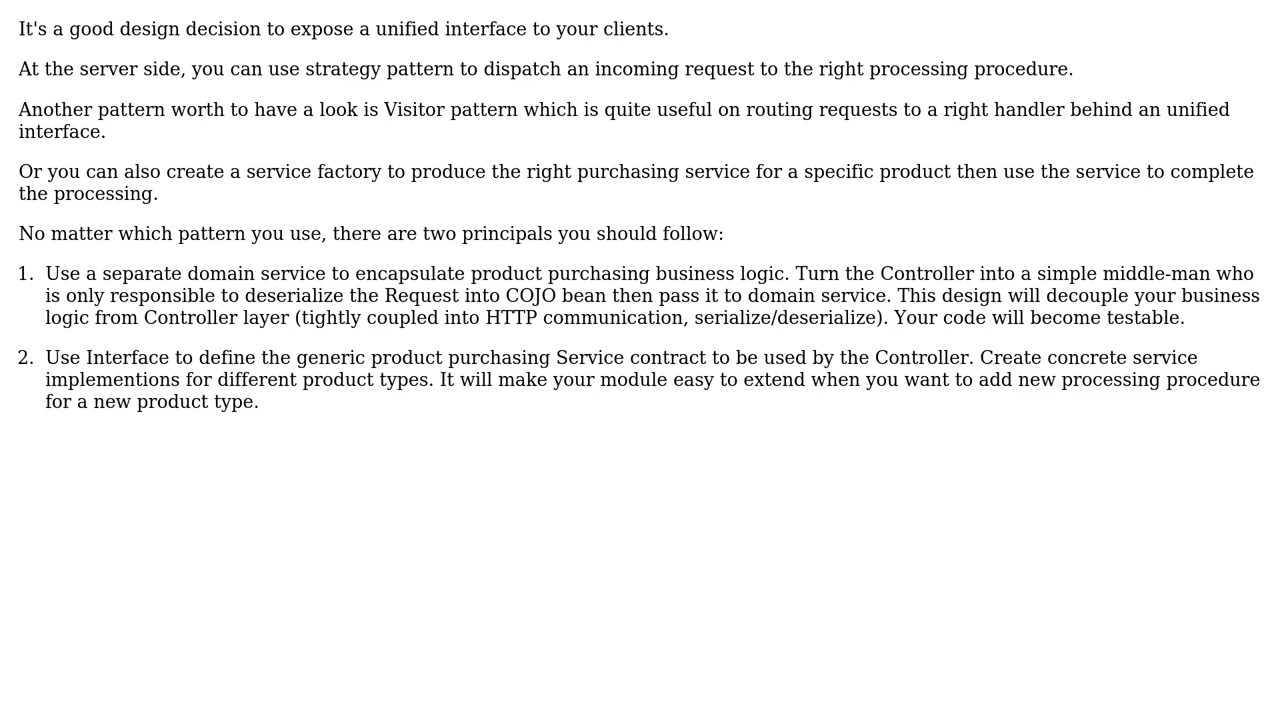 It's a good design decision to expose a unified interface to your clients.
At the server side, you can use strategy pattern to dispatch an incoming request to the right processing procedure.
Another pattern worth to have a look is Visitor pattern which is quite useful on routing requests to a right handler behind an unified
interface.
Or you can also create a service factory to produce the right purchasing service for a specific product then use the service to complete
the processing.
No matter which pattern you use, there are two principals you should follow:
1. Use a separate domain service to encapsulate product purchasing business logic. Turn the Controller into a simple middle-man who
is only responsible to deserialize the Request into COJO bean then pass it to domain service. This design will decouple your business
logic from Controller layer (tightly coupled into HTTP communication, serialize/deserialize). Your code will become testable.
2. Use Interface to define the generic product purchasing Service contract to be used by the Controller. Create concrete service
implementions for different product types. It will make your module easy to extend when you want to add new processing procedure
for a new product type.